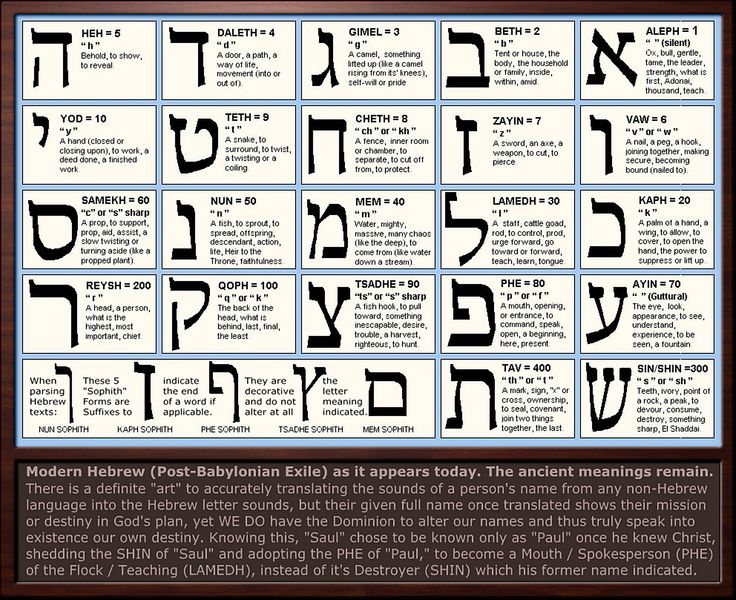 ה
HEH = 5
"h"
Behold, to show,
to reveal.
ד
DALETH = 4
"d"
A door, a path, a
way of life,
movement (into or
out of).
ג
GIMEL = 3
"g"
A camel, something
lifted up (like a camel
rising from its' knees),
self-will or pride
ב
BETH = 2
"b"
Tent or house, the
body, the household
or family, inside,
within, amid.
א
ALEPH = 1
" " (silent)
Ox, bull, gentle,
tame, the leader,
strength, what is
first, Adonai,
thousand, teach.
י
YOD = 10
"y"
A hand (closed or
closing upon), to work, a
deed done, a finished
work.
ט
TETH = 9
"t"
A snake, to
surround, to twist,
a twisting or a
coiling.
ח
CHETH = 8
"ch" or "kh"
A fence, inner room
or chamber, to
separate, to cut off
from, to protect.
ז
ZAYIN = 7
"z"
A sword, an axe, a
weapon, to cut, to
pierce
ו
VAW = 6
"v" or "w"
A nail, a peg, a hook,
joining together, making
secure, becoming
bound (nailed to).
ס
SAMEKH = 60
"c" or "s" sharp
A prop, to support,
prop, aid, assist, a
slow twisting or
turning aside (like a
propped plant).
נ
NUN = 50
"n"
A fish, to sprout, to
spread, offspring,
descendant, action,
life, Heir to the
Throne, faithfulness
מ
MEM = 40
"m"
Water, mighty,
massive, many chaos
(like the deep), to
come from (like water
down a stream).
ל
LAMEDH = 30
"l"
A staff, cattle goad,
rod, to control, prod,
urge forward, go
toward or forward,
teach, learn, tongue
כ
KAPH = 20
"k"
A palm of a hand, a
wing, to allow, to
cover, to open the
hand, the power to
suppress or lift up.
ר
REYSH = 200
"r"
A head, a person,
what is the
highest, most
important, chief
ק
QOPH = 100
"q" or "k"
The back of the
head, what is
behind, last, final,
the least.
צ
TSADHE = 90
"ts" or "s" sharp
A fish hook, to pull
toward, something
inescapable, desire,
trouble, a harvest,
righteous, to hunt.
פ
PHE = 80
"p" or "f"
A mouth, opening,
or entrance, to
command, speak,
open, a beginning,
here, present
ע
AYIN = 70
" " (Guttural)
The eye, look,
appearance, to see,
understand,
experience, to be
seen, a fountain.
When
parsing
Hebrew
texts:
ן
NUN SOPHITH
These 5
"Sophith"
Forms are
Suffixes to
ך
KAPH SOPHITH
indicate
the end
of a word if
applicable.
ף
PHE SOPHITH
They are
decorative
and do not
alter at all
ץ
TSADHE SOPHITH
the
letter
meaning
indicated.
ם
MEM SOPHITH
ת
TAV = 400
"th" or "t"
A mark, sign, "x" or
cross, ownership,
to seal, covenant,
join two things
together, the last.
ש
SIN/SHIN =300
"s" or "sh"
Teeth, ivory, point of
a rock, a peak, to
devour, consume,
destroy, something
sharp, El Shaddai.
Modern Hebrew (Post-Babylonian Exile) as it appears today. The ancient meanings remain.
There is a definite "art" to accurately translating the sounds of a person's name from any non-Hebrew
language into the Hebrew letter sounds, but their given full name once translated shows their mission
or destiny in God's plan, yet WE DO have the Dominion to alter our names and thus truly speak into
existence our own destiny. Knowing this, "Saul" chose to be known only as "Paul" once he knew Christ,
shedding the SHIN of "Saul" and adopting the PHE of "Paul," to become a Mouth / Spokesperson (PHE)
of the Flock / Teaching (LAMEDH), instead of it's Destroyer (SHIN) which his former name indicated.